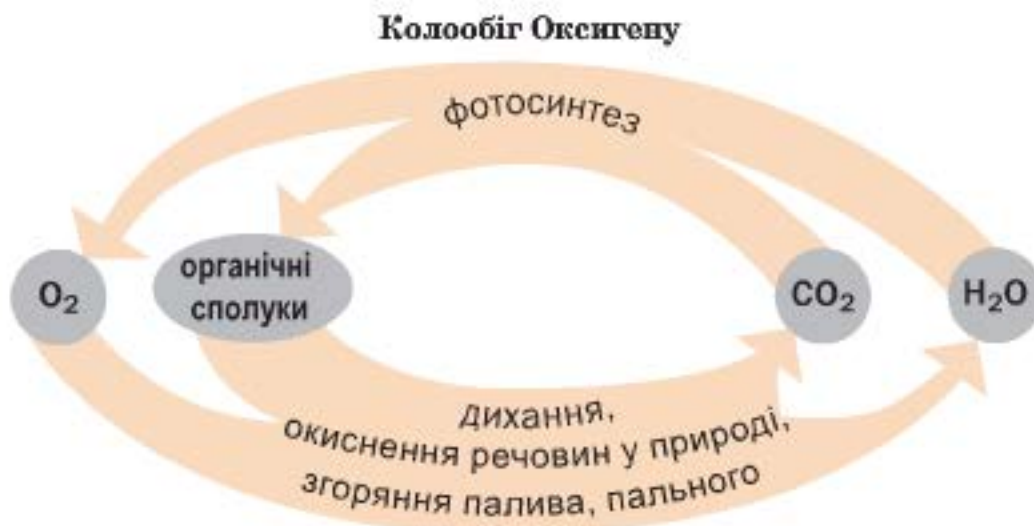 Колообіг Оксигену
фотосинтез
O₂
органічні
сполуки
CO₂
H₂O
дихання,
окиснення речовин у природі,
згоряння палива, пального